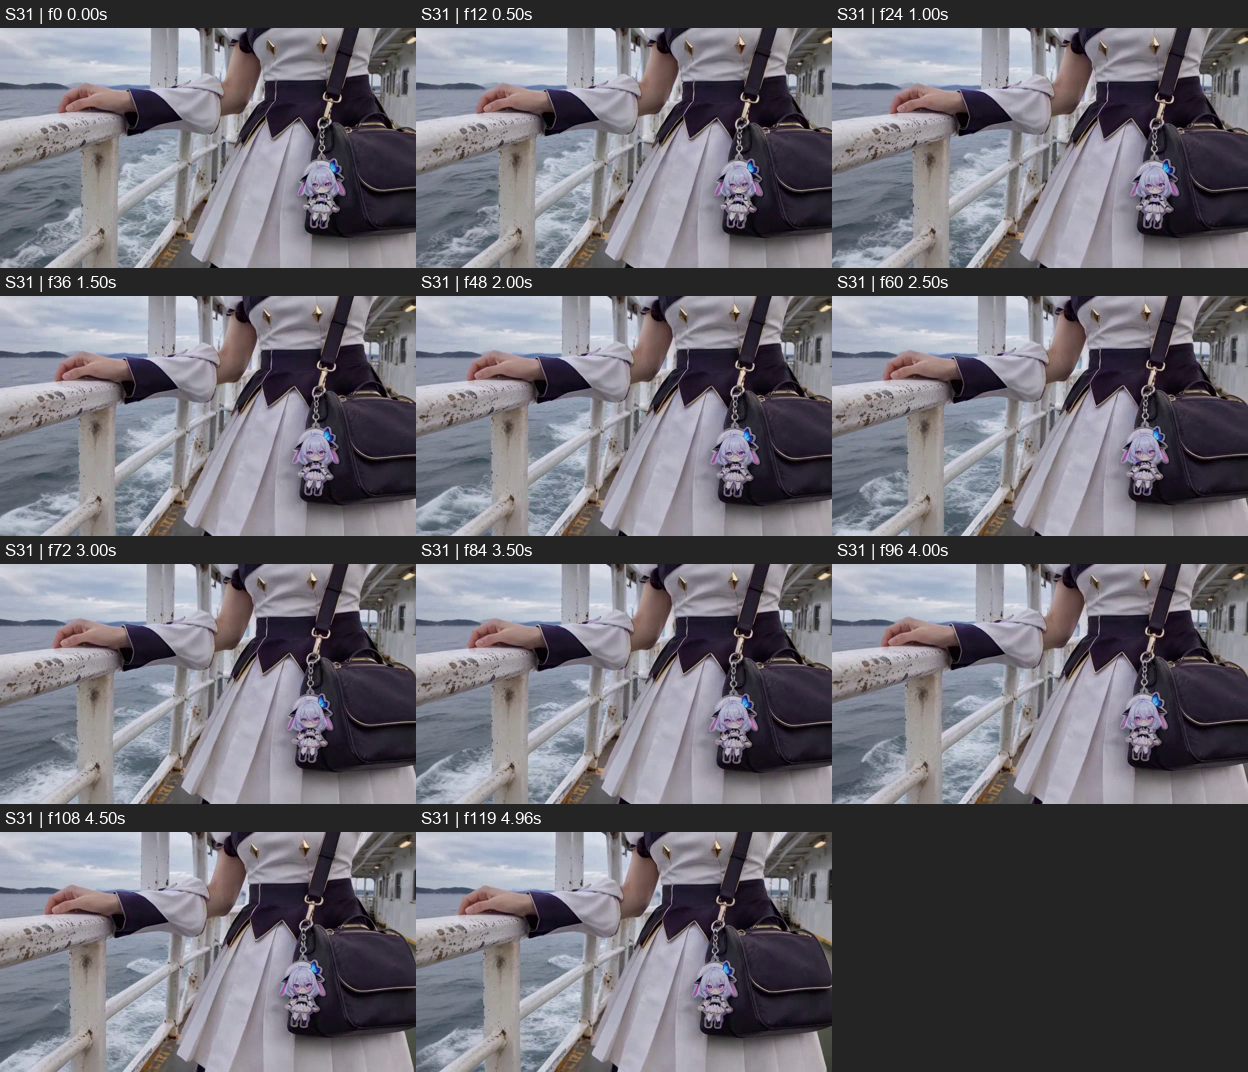 S31 | f0 0.00s
S31 | f12 0.50s
S31 | f24 1.00s
S31 | f36 1.50s
S31 | f48 2.00s
S31 | f60 2.50s
S31 | f72 3.00s
S31 | f84 3.50s
S31 | f96 4.00s
S31 | f108 4.50s
S31 | f119 4.96s